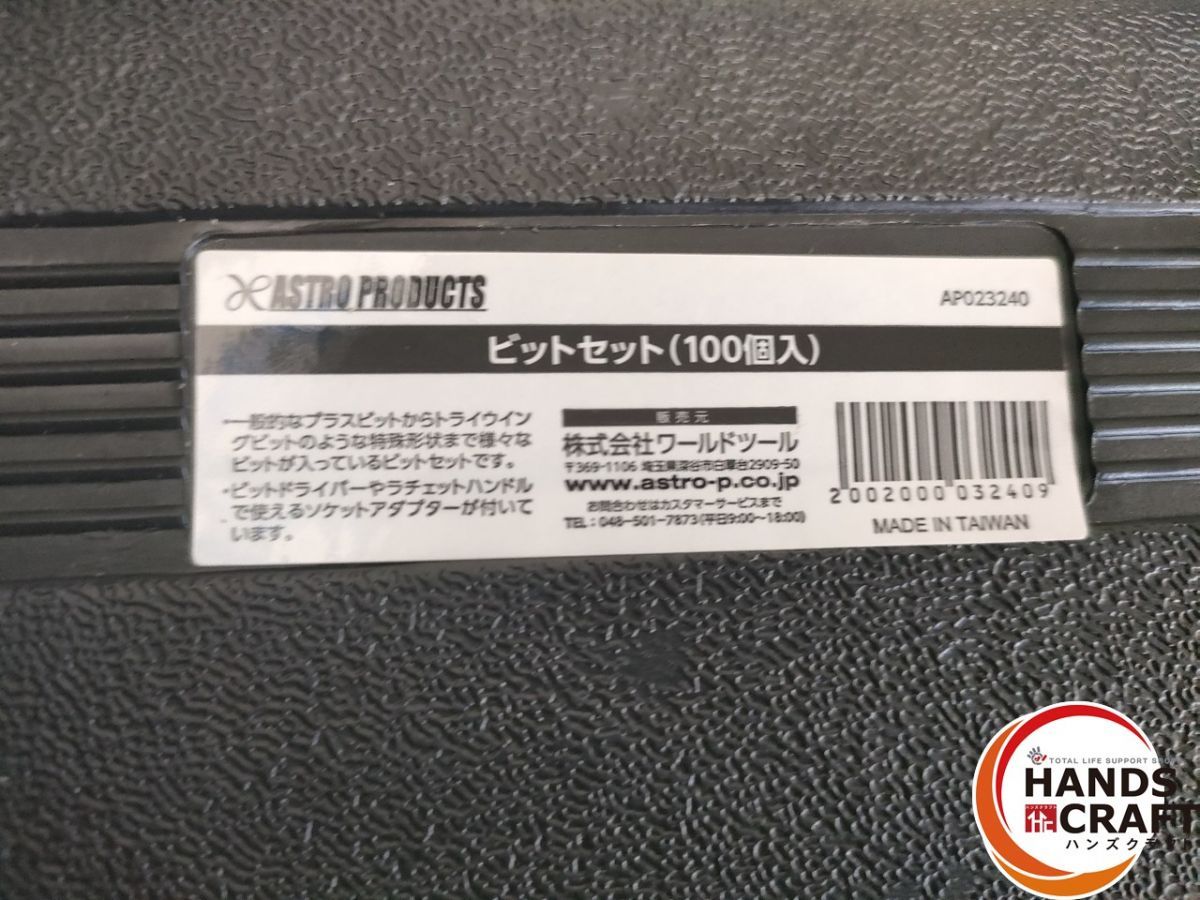 ASTRO PRODUCTS
AP023240
ビットセット(100個入)
・一般的なプラスビットからトライウイン
グビットのような特殊形状まで様々な
ビットが入っているビットセットです。
・ビットドライバーやラチェットハンドル
で使えるソケットアダプターが付いて
います。
販売元
株式会社ワールドツール
〒369-1106 埼玉県深谷市白草台2909-50
www.astro-p.co.jp
お問合わせはカスタマーサービスまで
TEL：048-501-7873(平日9:00～18:00)
2002000032409
MADE IN TAIWAN
TOTAL LIFE SUPPORT SHOP
HANDS
ハンズクラフト
CRAFT
ハンズクラフト